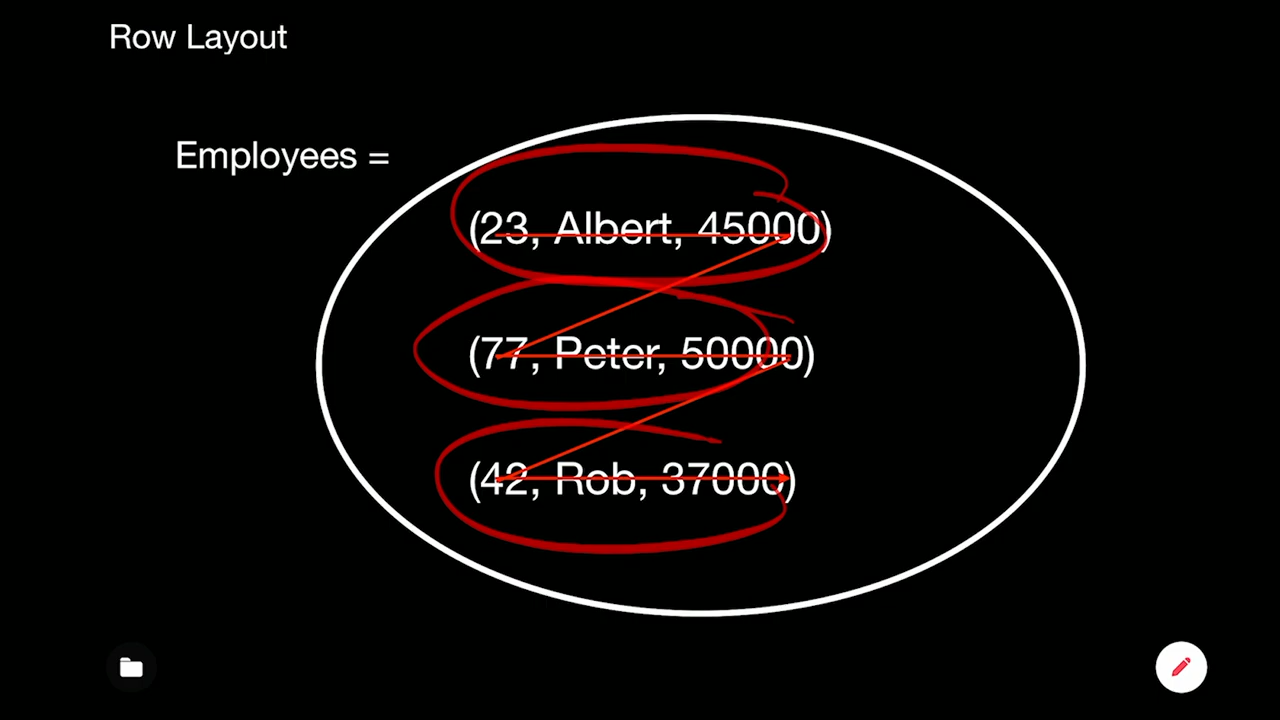 Row Layout
Employees =
(23, Albert, 45000)
(77, Peter, 50000)
(42, Rob, 37000)